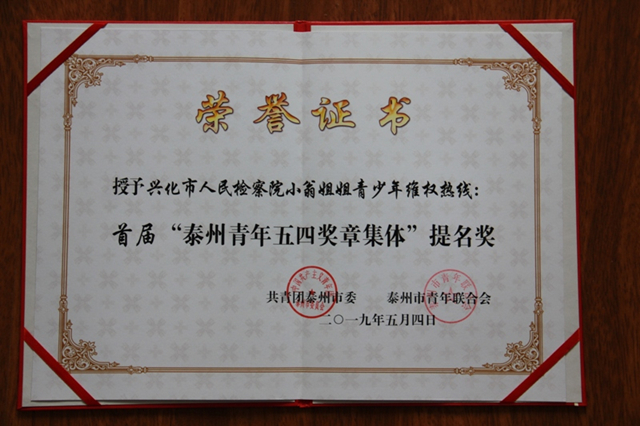 荣誉证书
授予兴化市人民检察院小翁姐姐青少年维权热线：
首届“泰州青年五四奖章集体”提名奖
共青团泰州市委 泰州市青年联合会
二〇一九年五月四日